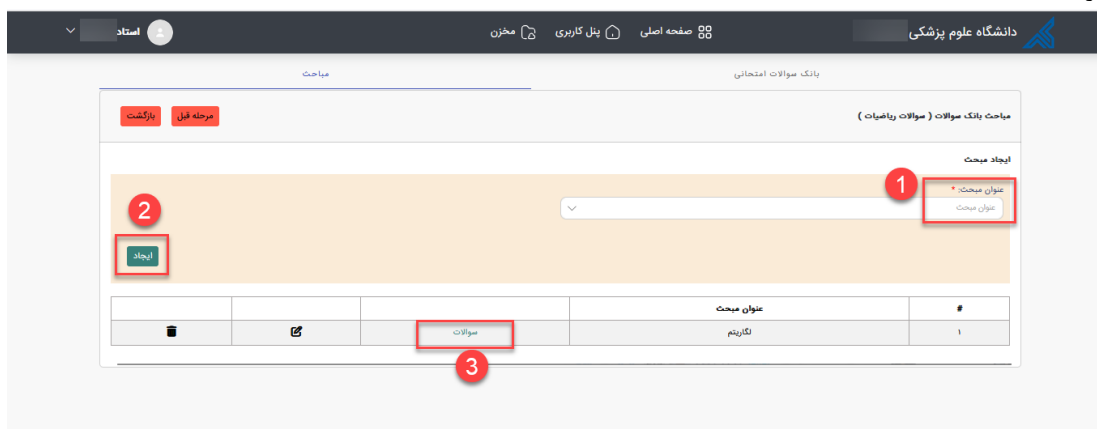 دانشگاه علوم پزشکی
صفحه اصلی پنل کاربری مخزن
استاد
بانک سوالات امتحانی
مباحث
مباحث بانک سوالات ( سوالات ریاضیات )
مرحله قبل بازگشت
ایجاد مبحث
1
عنوان مبحث: *
عنوان مبحث
2
ایجاد
# عنوان مبحث
۱ لگاریتم سوالات
3